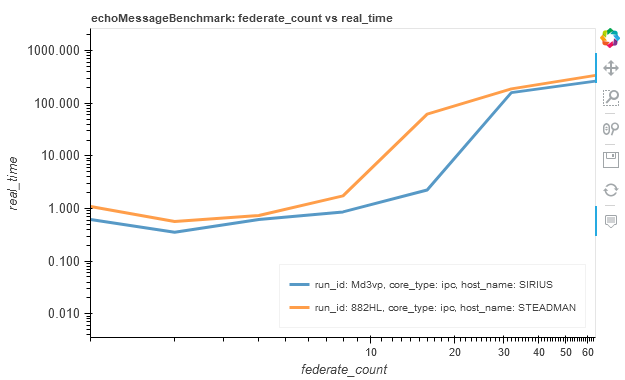 echoMessageBenchmark: federate_count vs real_time
1000.000
100.000
10.000
1.000
0.100
0.010
real_time
run_id: Md3vp, core_type: ipc, host_name: SIRIUS
run_id: 882HL, core_type: ipc, host_name: STEADMAN
10 20 30 40 50 60
federate_count